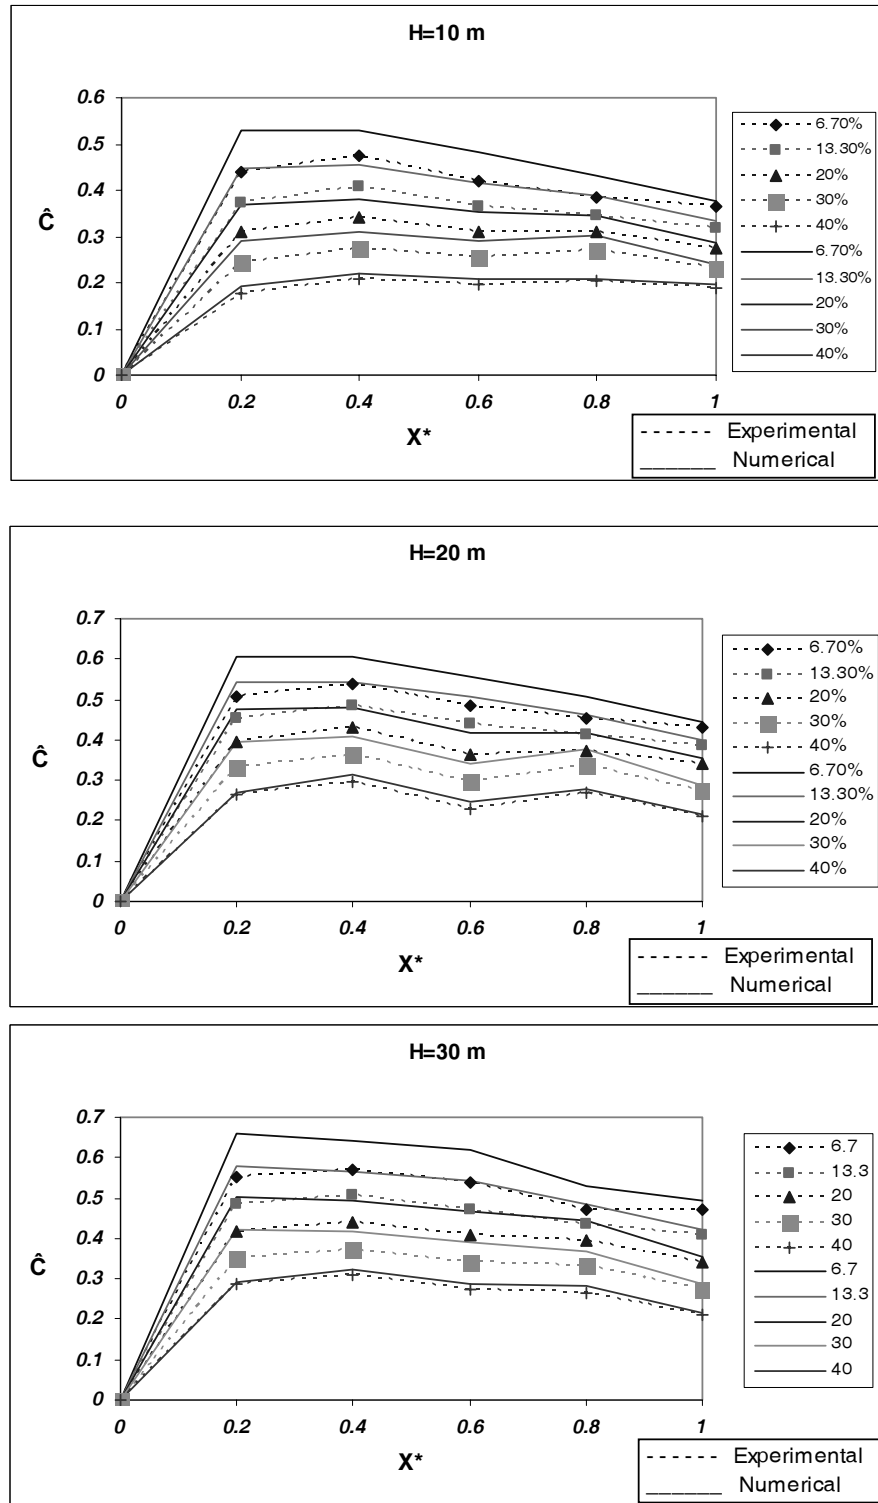 H=10 m
0.6
0.5
0.4
0.3
0.2
0.1
0
Ĉ
0 0.2 0.4 0.6 0.8 1
X*
6.70%
13.30%
20%
30%
40%
6.70%
13.30%
20%
30%
40%
Experimental
Numerical
H=20 m
0.7
0.6
0.5
0.4
0.3
0.2
0.1
0
Ĉ
0 0.2 0.4 0.6 0.8 1
X*
6.70%
13.30%
20%
30%
40%
6.70%
13.30%
20%
30%
40%
Experimental
Numerical
H=30 m
0.7
0.6
0.5
0.4
0.3
0.2
0.1
0
Ĉ
0 0.2 0.4 0.6 0.8 1
X*
6.7
13.3
20
30
40
6.7
13.3
20
30
40
Experimental
Numerical